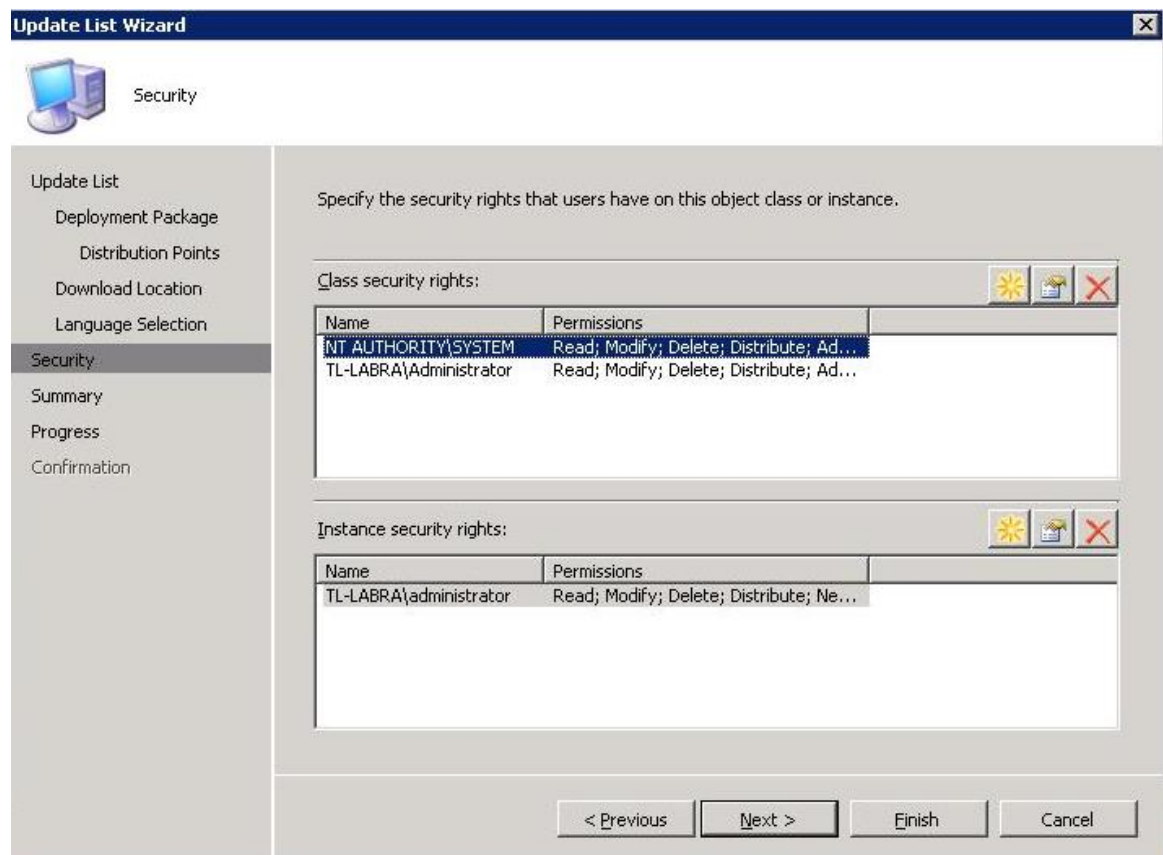 Update List Wizard
Security
Update List
Deployment Package
Distribution Points
Download Location
Language Selection
Security
Summary
Progress
Confirmation
Specify the security rights that users have on this object class or instance.
Class security rights:
Name Permissions
NT AUTHORITY\SYSTEM Read; Modify; Delete; Distribute; Ad...
TL-LABRA\Administrator Read; Modify; Delete; Distribute; Ad...
Instance security rights:
Name Permissions
TL-LABRA\administrator Read; Modify; Delete; Distribute; Ne...
< Previous Next > Finish Cancel